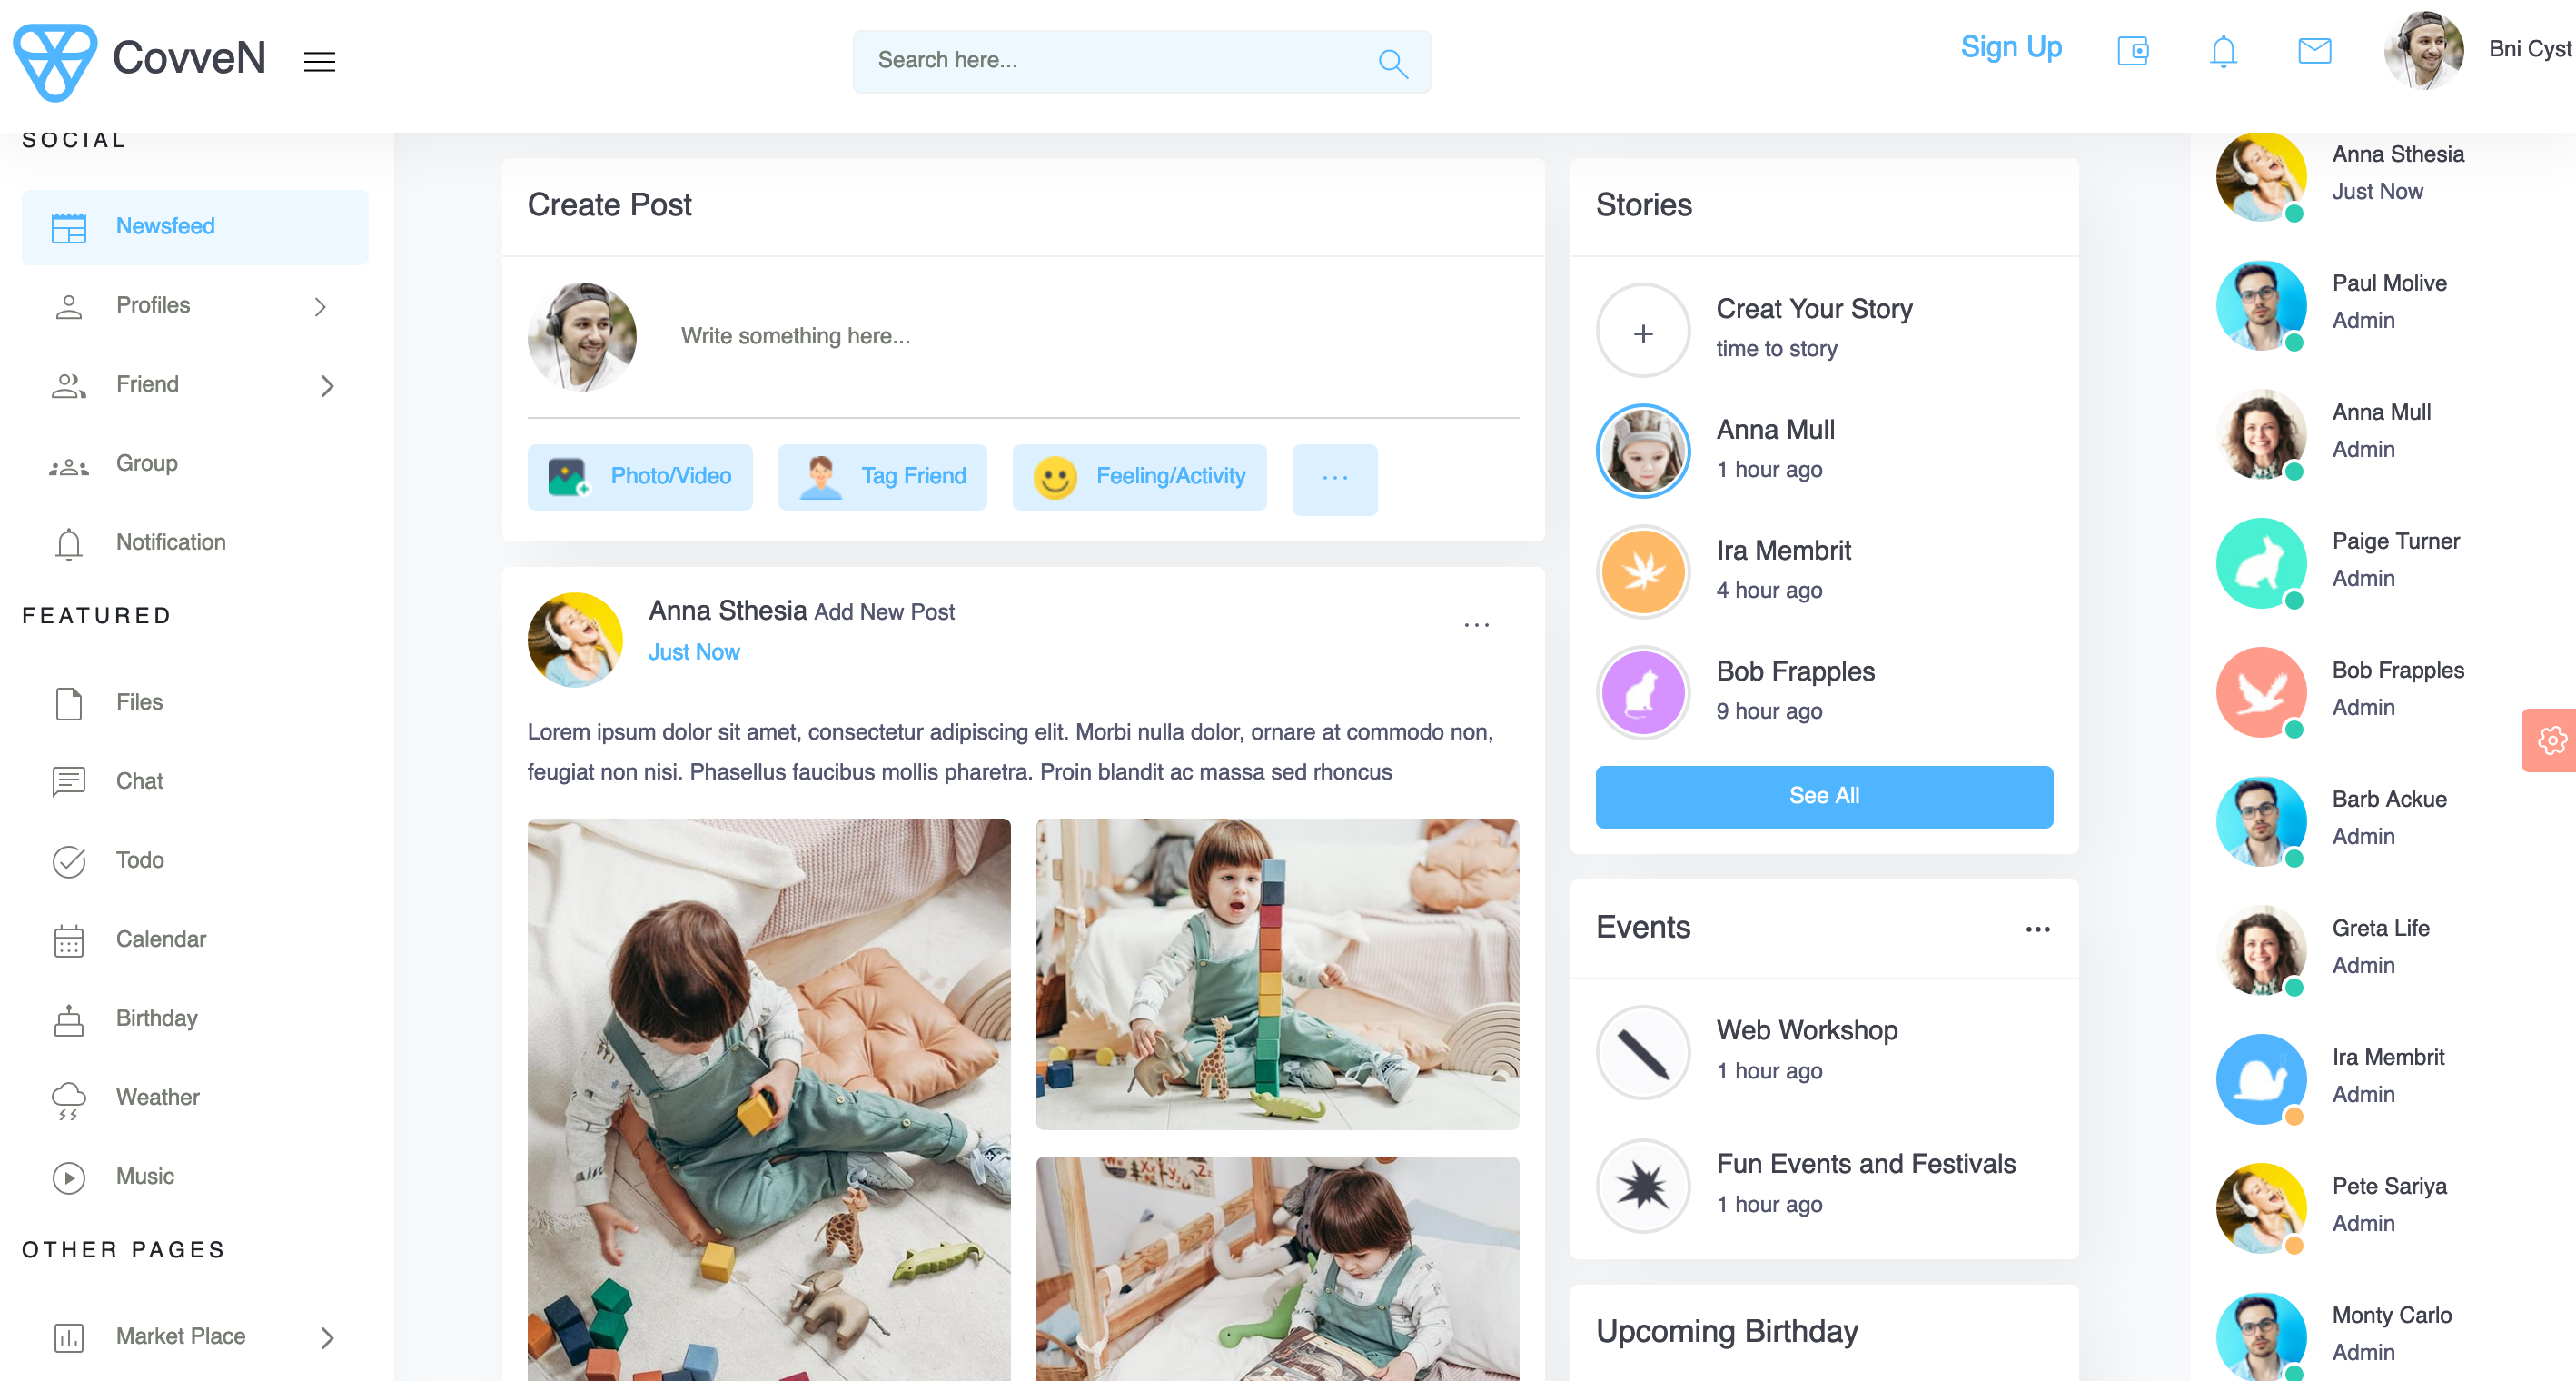 CovveN
Search here...
Sign Up
Bni Cyst
SOCIAL
Newsfeed
Profiles
Friend
Group
Notification
FEATURED
Files
Chat
Todo
Calendar
Birthday
Weather
Music
OTHER PAGES
Market Place
Create Post
Write something here...
Photo/Video
Tag Friend
Feeling/Activity
Anna Sthesia Add New Post
Just Now
Lorem ipsum dolor sit amet, consectetur adipiscing elit. Morbi nulla dolor, ornare at commodo non,
feugiat non nisi. Phasellus faucibus mollis pharetra. Proin blandit ac massa sed rhoncus
Stories
Creat Your Story
time to story
Anna Mull
1 hour ago
Ira Membrit
4 hour ago
Bob Frapples
9 hour ago
See All
Events
Web Workshop
1 hour ago
Fun Events and Festivals
1 hour ago
Upcoming Birthday
Anna Sthesia
Just Now
Paul Molive
Admin
Anna Mull
Admin
Paige Turner
Admin
Bob Frapples
Admin
Barb Ackue
Admin
Greta Life
Admin
Ira Membrit
Admin
Pete Sariya
Admin
Monty Carlo
Admin